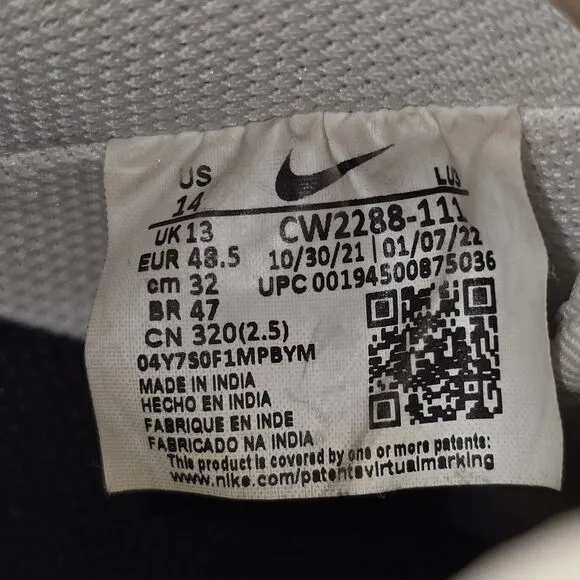 US LU3
14
CW2288-111
UK 13
10/30/21 | 01/07/22
EUR 48.5
UPC 00194500875036
cm 32
BR 47
CN 320(2.5)
04Y7S0F1MPBYM
MADE IN INDIA
HECHO EN INDIA
FABRIQUE EN INDE
FABRICADO NA INDIA
This product is covered by one or more patents:
www.nike.com/patentsvirtualmarking